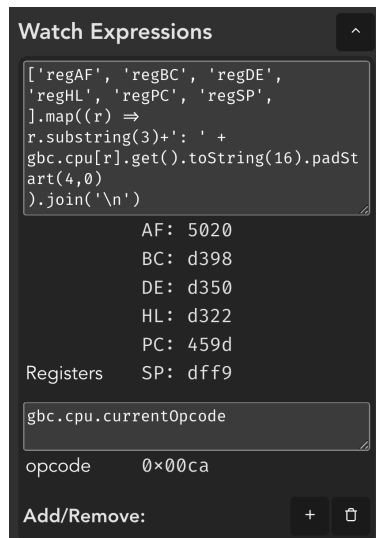 Watch Expressions
['regAF', 'regBC', 'regDE',
'regHL', 'regPC', 'regSP',
].map((r) ⇒
r.substring(3)+': ' +
gbc.cpu[r].get().toString(16).padSt
art(4,0)
).join('\n')
AF: 5020
BC: d398
DE: d350
HL: d322
PC: 459d
Registers SP: dff9
gbc.cpu.currentOpcode
opcode 0×00ca
Add/Remove: +